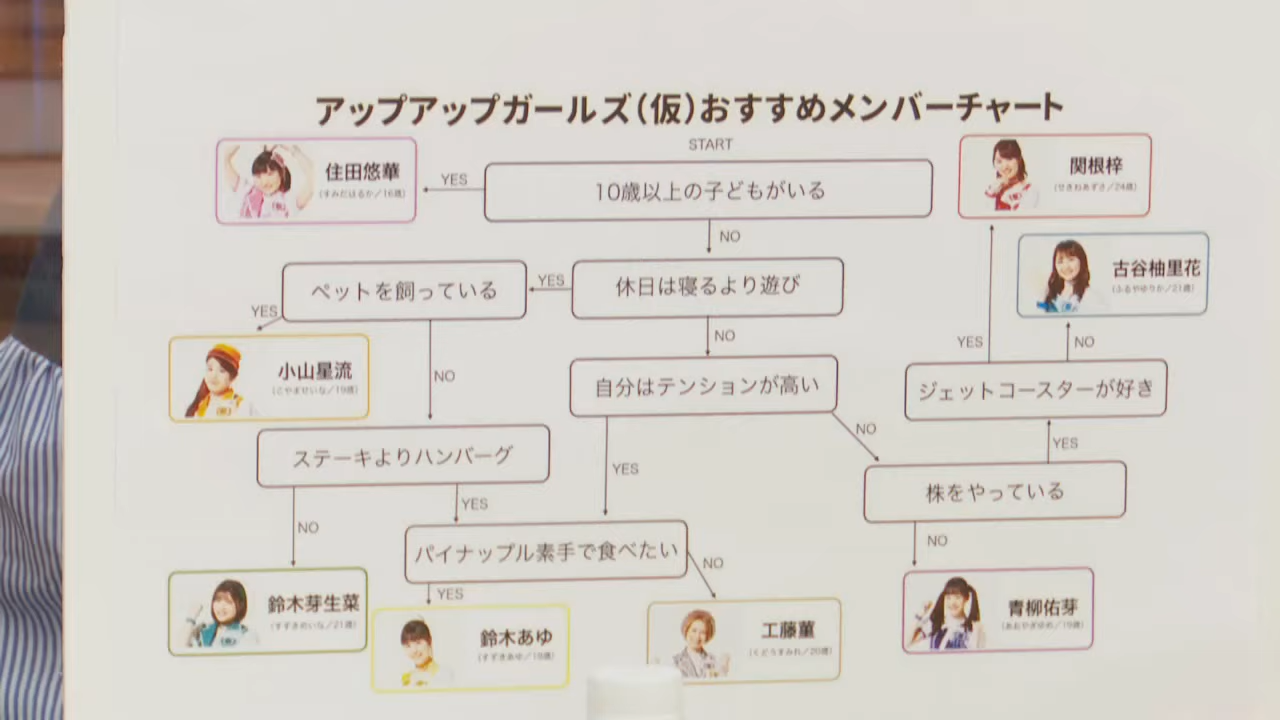 アップアップガールズ(仮)おすすめメンバーチャート
START
住田悠華
(すみだはるか/16歳)
YES
10歳以上の子どもがいる
関根梓
(せきねあずさ/24歳)
NO
ペットを飼っている
YES
休日は寝るより遊び
古谷柚里花
(ふるやゆうか/21歳)
YES
NO
YES
NO
小山星流
(こやませいな/19歳)
NO
自分はテンションが高い
ジェットコースターが好き
NO
YES
ステーキよりハンバーグ
YES
株をやっている
NO
YES
NO
パイナップル素手で食べたい
NO
YES
鈴木芽生菜
(すずきめいな/21歳)
鈴木あゆ
(すずきあゆ/19歳)
工藤菫
(くどうすみれ/20歳)
青柳佑芽
(あおやぎゆめ/19歳)